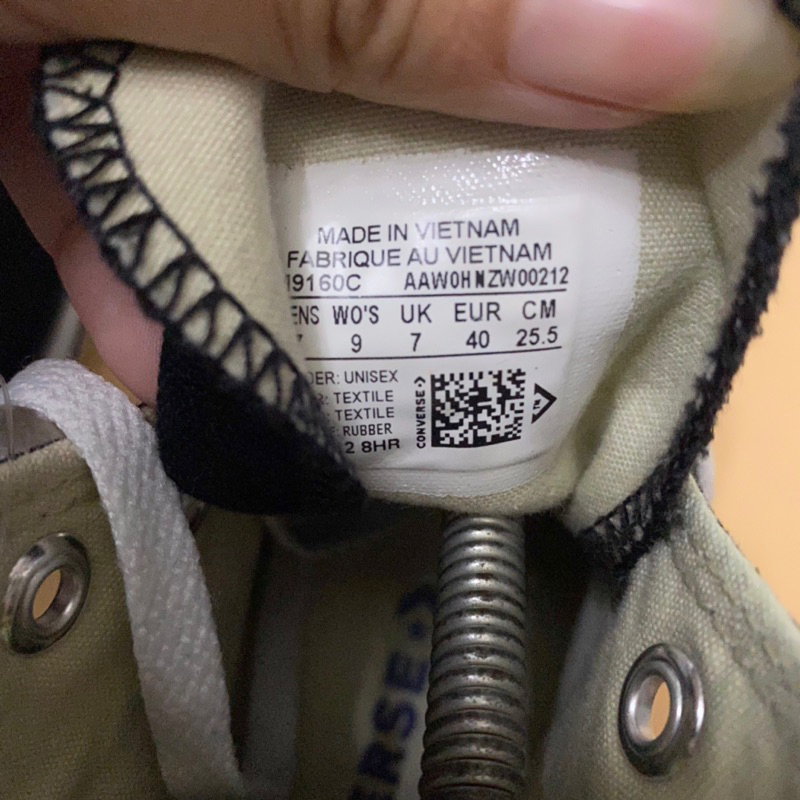 MADE IN VIETNAM
FABRIQUE AU VIETNAM
19160C AAW0HNZW00212
ENS WO'S UK EUR CM
9 7 40 25.5
DER: UNISEX
: TEXTILE
: TEXTILE
: RUBBER
2 8HR
CONVERSE
ERSE